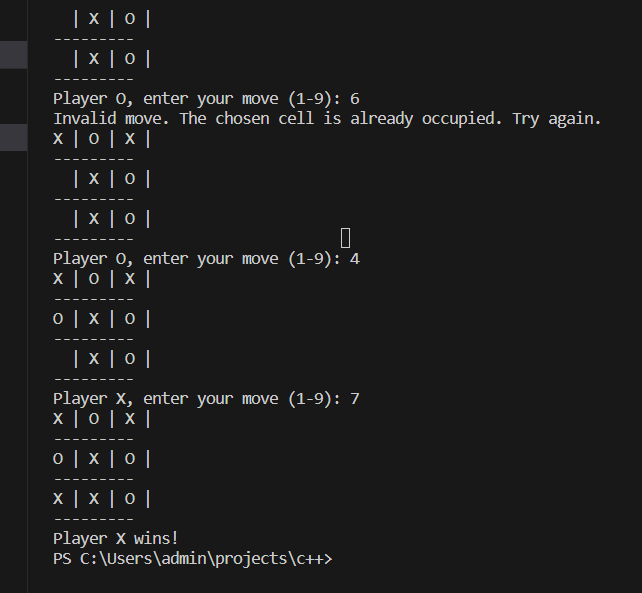 | X | O |
---------
  | X | O |
---------
Player O, enter your move (1-9): 6
Invalid move. The chosen cell is already occupied. Try again.
X | O | X |
---------
  | X | O |
---------
  | X | O |
---------
Player O, enter your move (1-9): 4
X | O | X |
---------
O | X | O |
---------
  | X | O |
---------
Player X, enter your move (1-9): 7
X | O | X |
---------
O | X | O |
---------
X | X | O |
---------
Player X wins!
PS C:\Users\admin\projects\c++>